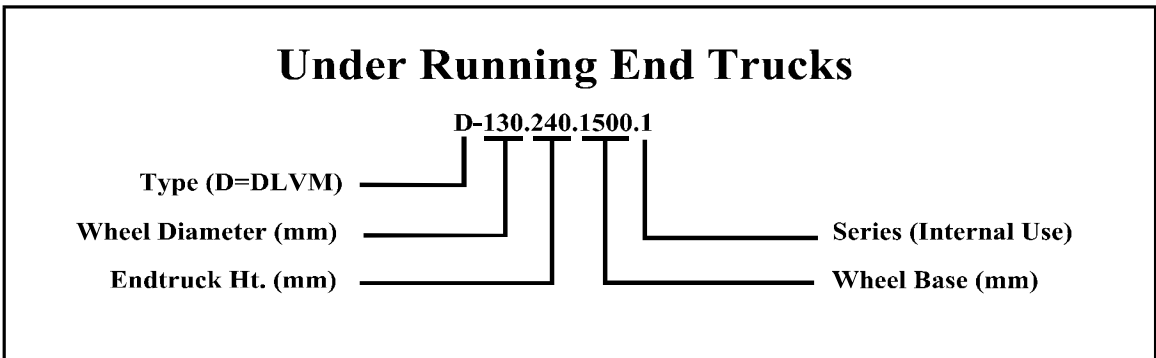 Under Running End Trucks
D-130.240.1500.1
Type (D=DLVM)
Wheel Diameter (mm)
Series (Internal Use)
Endtruck Ht. (mm)
Wheel Base (mm)